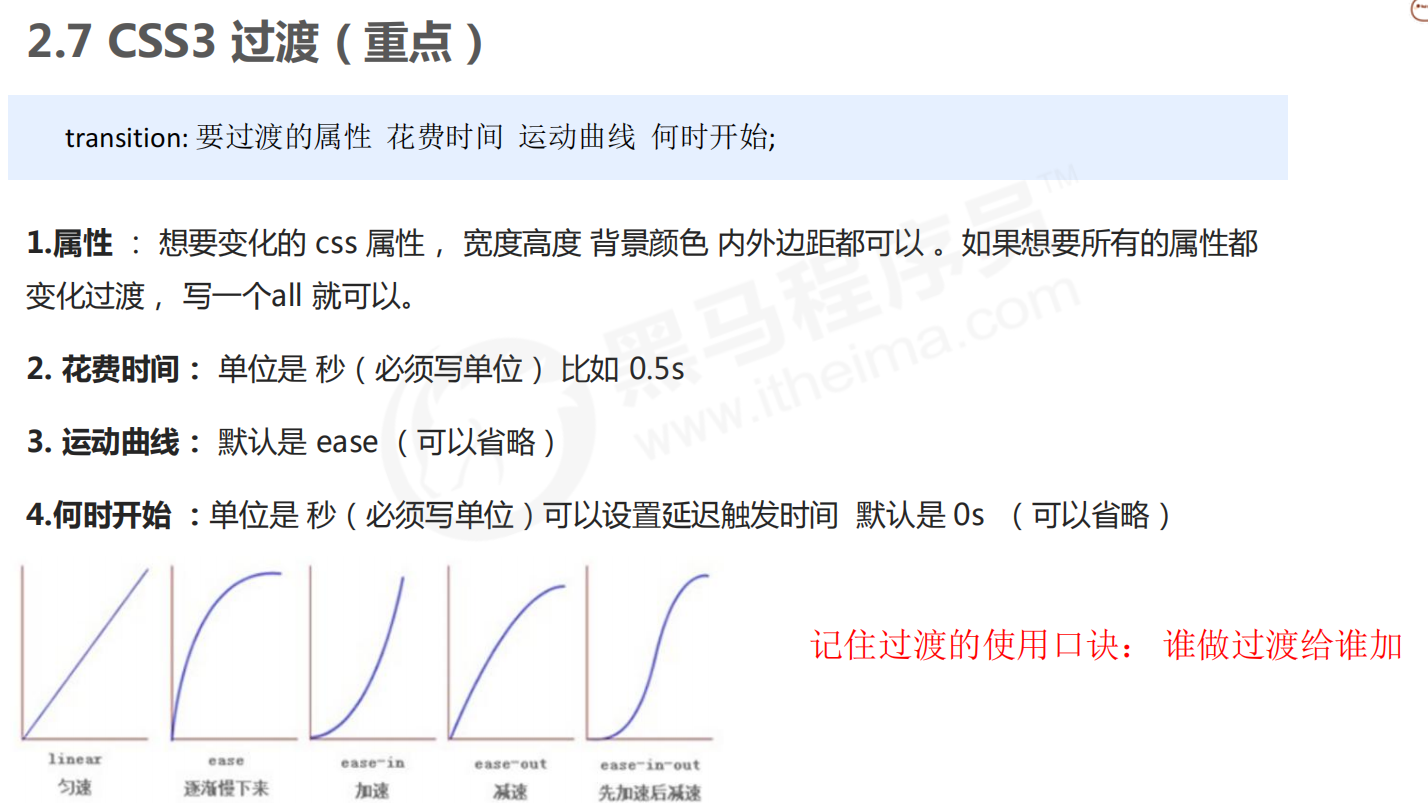 2.7 CSS3 过渡（重点）
transition: 要过渡的属性 花费时间 运动曲线 何时开始;
1.属性 ： 想要变化的 css 属性， 宽度高度 背景颜色 内外边距都可以 。如果想要所有的属性都
变化过渡， 写一个all 就可以。
2. 花费时间： 单位是 秒（必须写单位） 比如 0.5s
3. 运动曲线： 默认是 ease （可以省略）
4.何时开始 ：单位是 秒（必须写单位）可以设置延迟触发时间 默认是 0s （可以省略）
黑马程序员™
www.itheima.com
记住过渡的使用口诀： 谁做过渡给谁加
linear ease ease-in ease-out ease-in-out
匀速 逐渐慢下来 加速 减速 先加速后减速